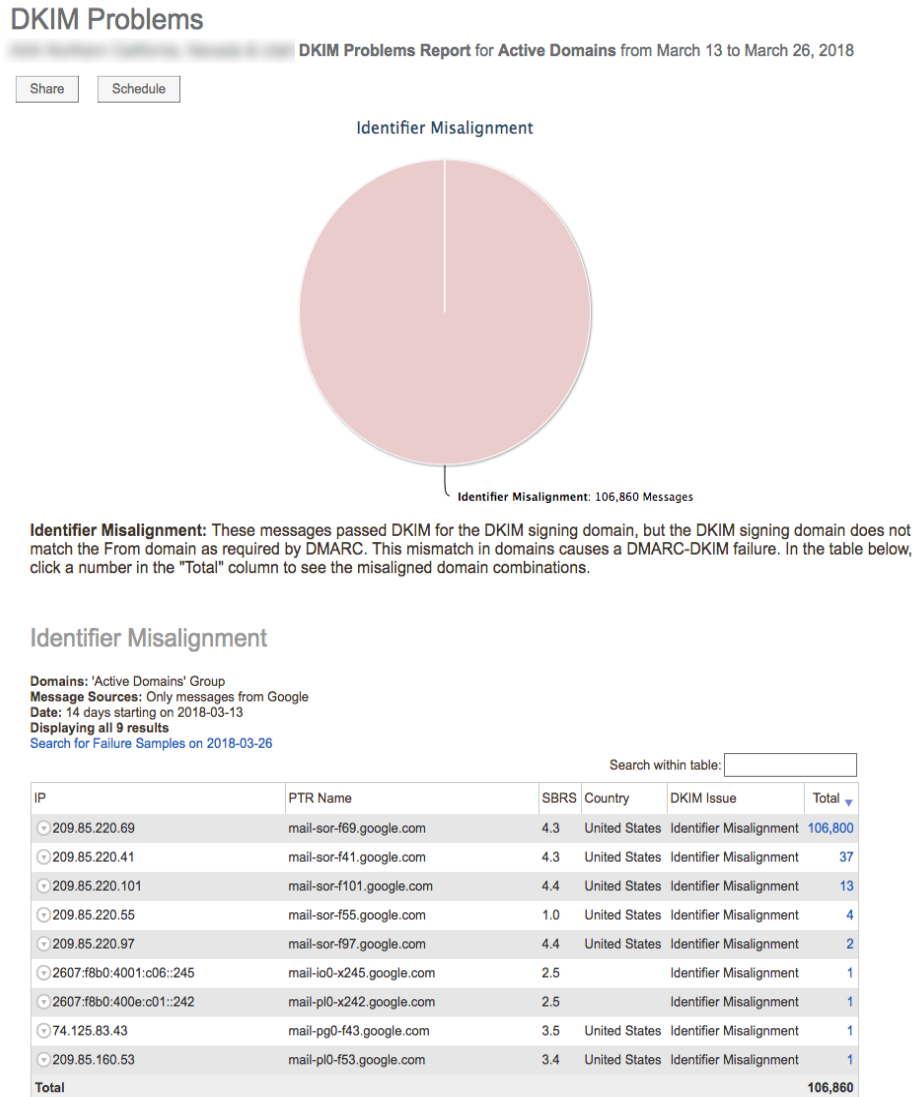 DKIM Problems
DKIM Problems Report for Active Domains from March 13 to March 26, 2018
Share Schedule
Identifier Misalignment
Identifier Misalignment: 106,860 Messages
Identifier Misalignment: These messages passed DKIM for the DKIM signing domain, but the DKIM signing domain does not
match the From domain as required by DMARC. This mismatch in domains causes a DMARC-DKIM failure. In the table below,
click a number in the "Total" column to see the misaligned domain combinations.
Identifier Misalignment
Domains: 'Active Domains' Group
Message Sources: Only messages from Google
Date: 14 days starting on 2018-03-13
Displaying all 9 results
Search for Failure Samples on 2018-03-26
Search within table:
IP PTR Name SBRS Country DKIM Issue Total
209.85.220.69 mail-sor-f69.google.com 4.3 United States Identifier Misalignment 106,800
209.85.220.41 mail-sor-f41.google.com 4.3 United States Identifier Misalignment 37
209.85.220.101 mail-sor-f101.google.com 4.4 United States Identifier Misalignment 13
209.85.220.55 mail-sor-f55.google.com 1.0 United States Identifier Misalignment 4
209.85.220.97 mail-sor-f97.google.com 4.4 United States Identifier Misalignment 2
2607:f8b0:4001:c06::245 mail-io0-x245.google.com 2.5 Identifier Misalignment 1
2607:f8b0:400e:c01::242 mail-pl0-x242.google.com 2.5 Identifier Misalignment 1
74.125.83.43 mail-pg0-f43.google.com 3.5 United States Identifier Misalignment 1
209.85.160.53 mail-pl0-f53.google.com 3.4 United States Identifier Misalignment 1
Total 106,860